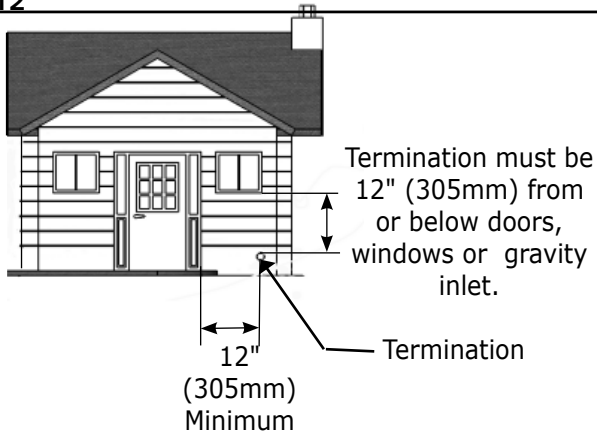 12
Termination must be
12" (305mm) from
or below doors,
windows or gravity
inlet.
Termination
12"
(305mm)
Minimum